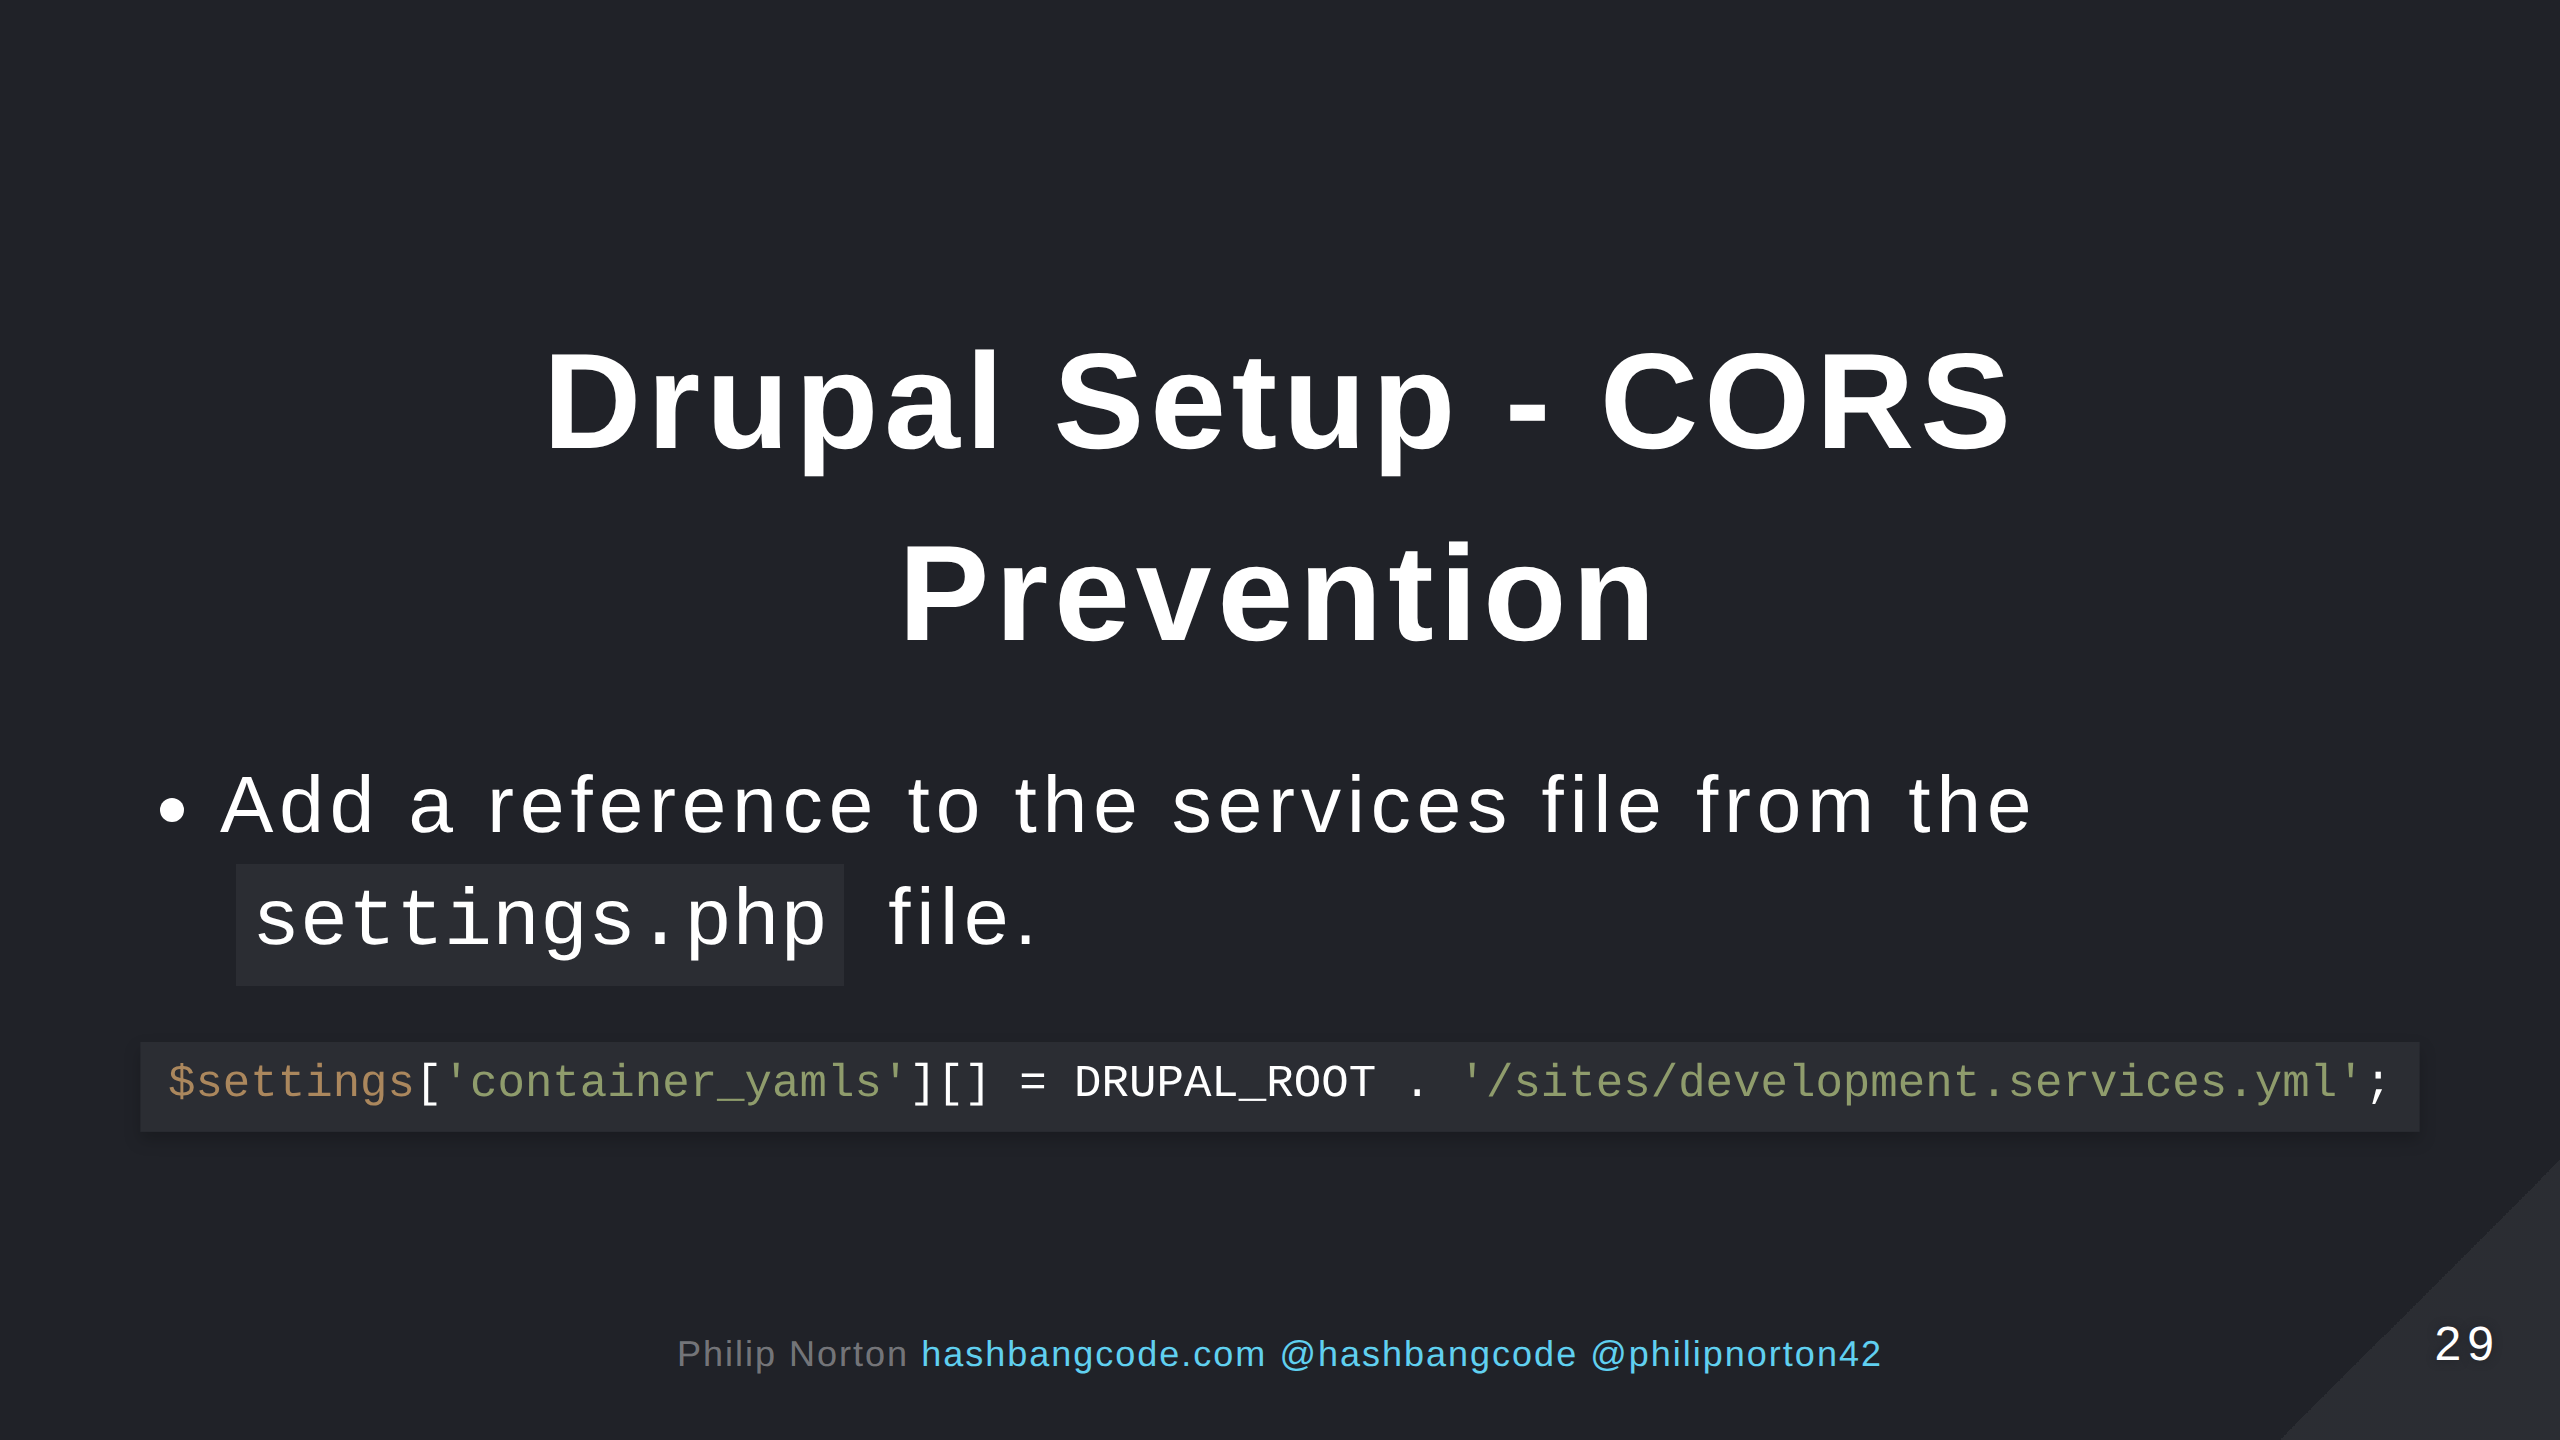 Drupal Setup - CORS
Prevention
• Add a reference to the services file from the
settings.php file.
$settings['container_yamls'][] = DRUPAL_ROOT . '/sites/development.services.yml';
Philip Norton hashbangcode.com @hashbangcode @philipnorton42
29